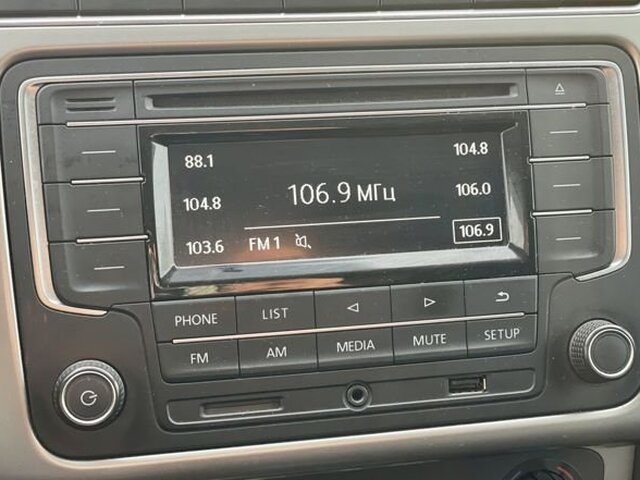 88.1
104.8
103.6
106.9 МГц
FM 1
104.8
106.0
106.9
PHONE
LIST
SETUP
FM
AM
MEDIA
MUTE